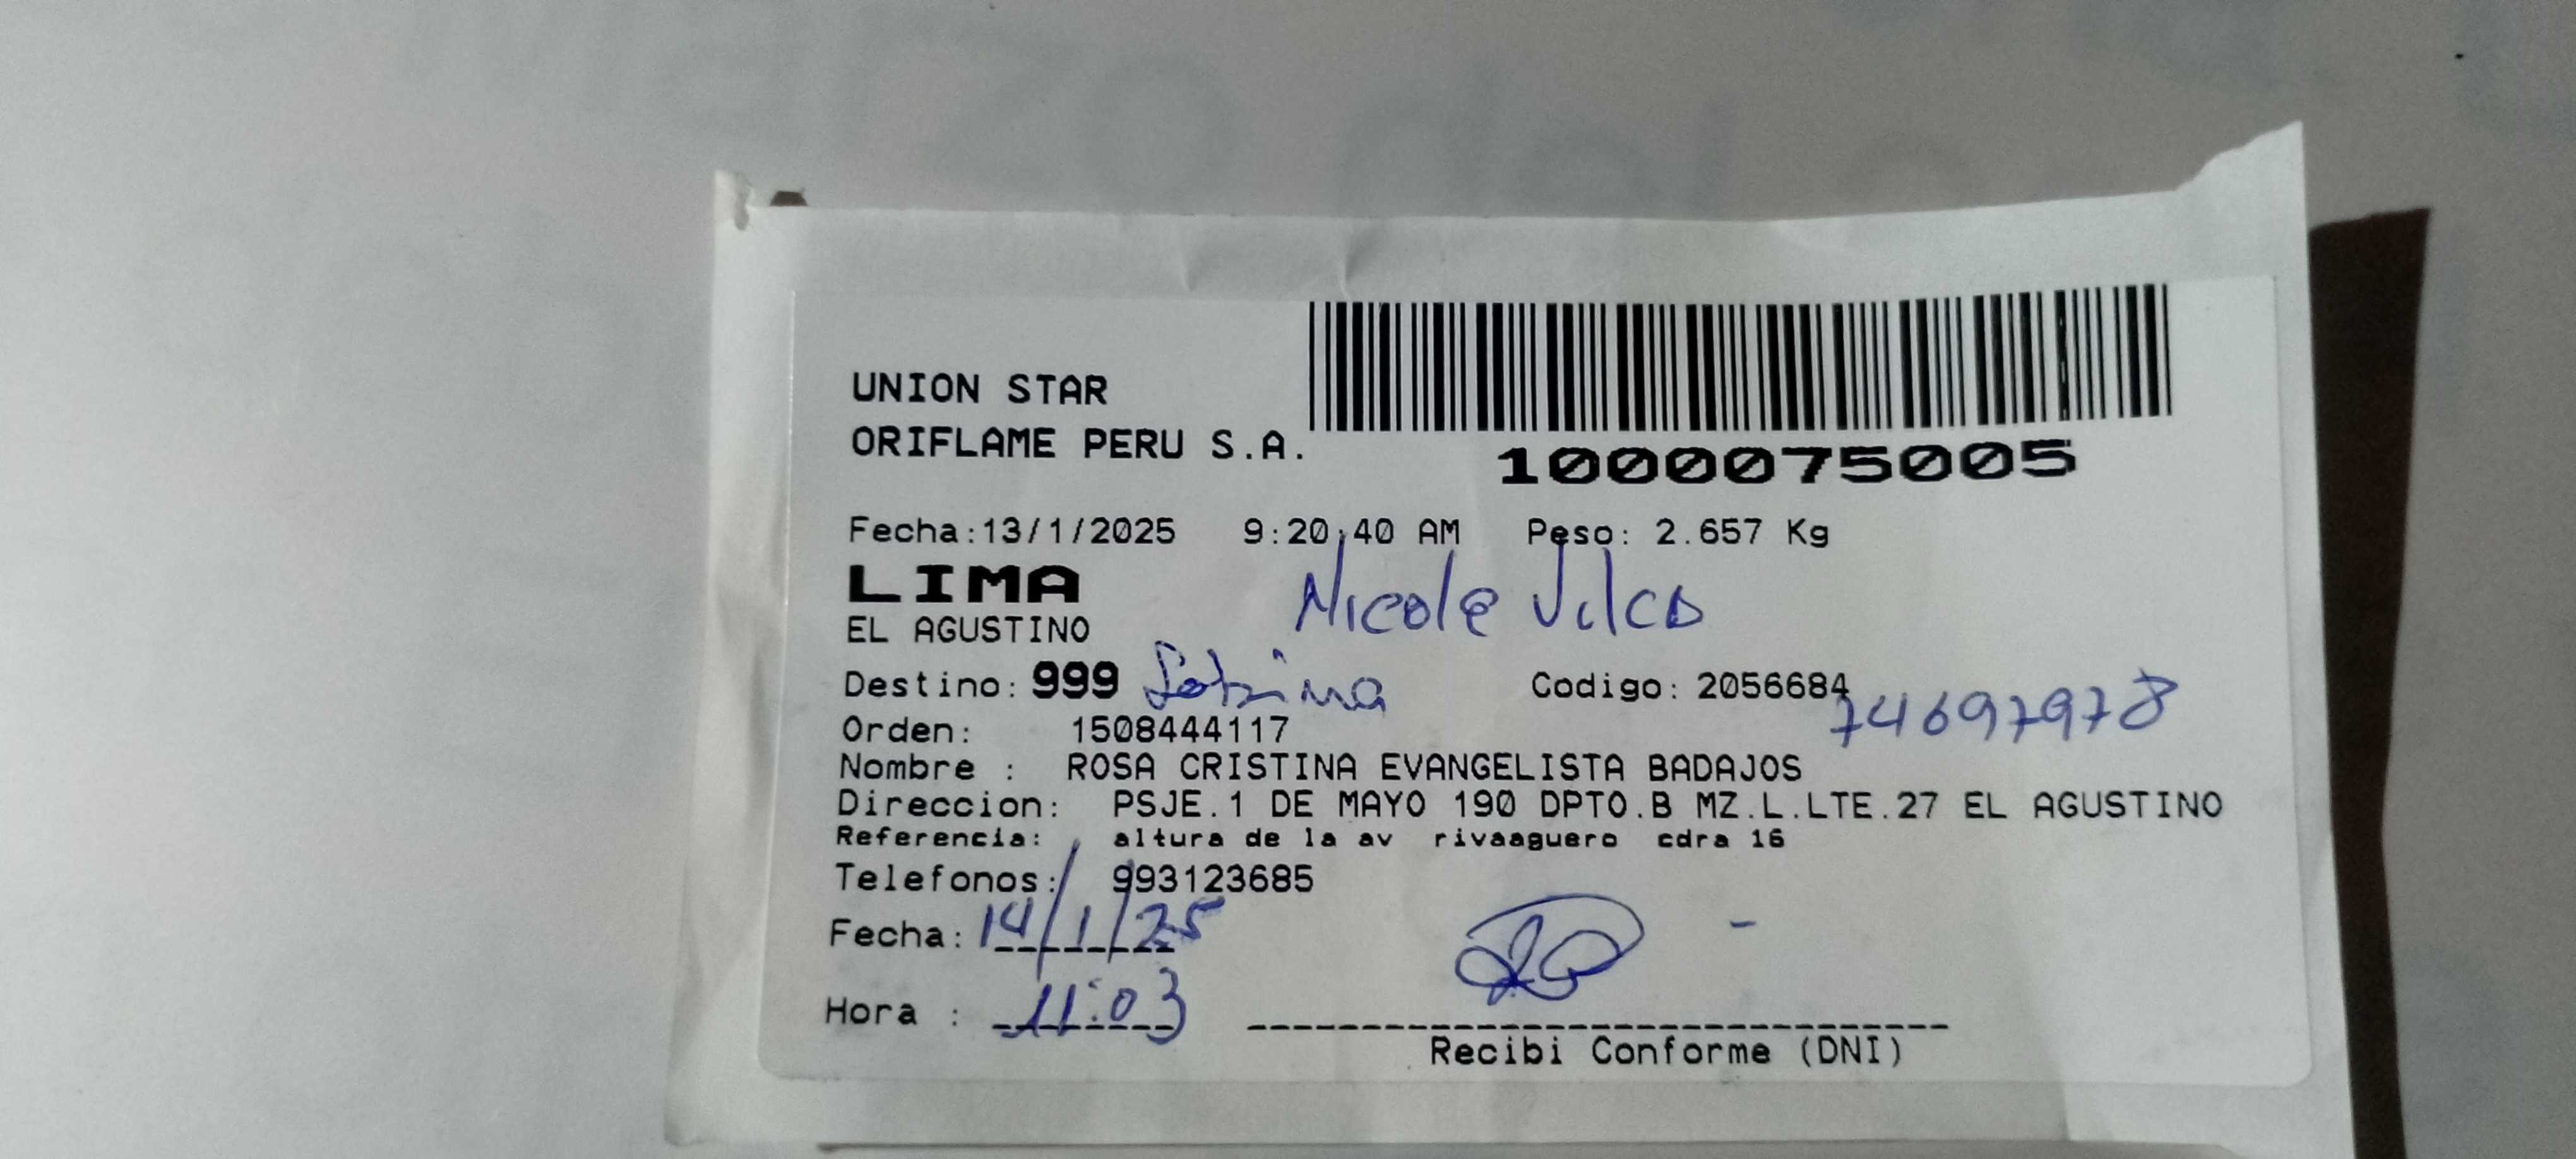 UNION STAR
ORIFLAME PERU S.A.
1000075005
Fecha:13/1/2025 9:20:40 AM Peso: 2.657 Kg
LIMA
Nicole Vilca
EL AGUSTINO
Destino: 999 Sobrina Codigo: 2056684
74697978
Orden: 1508444117
Nombre : ROSA CRISTINA EVANGELISTA BADAJOS
Direccion: PSJE.1 DE MAYO 190 DPTO.B MZ.L.LTE.27 EL AGUSTINO
Referencia: altura de la av rivaaguero cdra 16
Telefonos: 993123685
Fecha: 14/1/25
Hora : 11:03
Recibi Conforme (DNI)